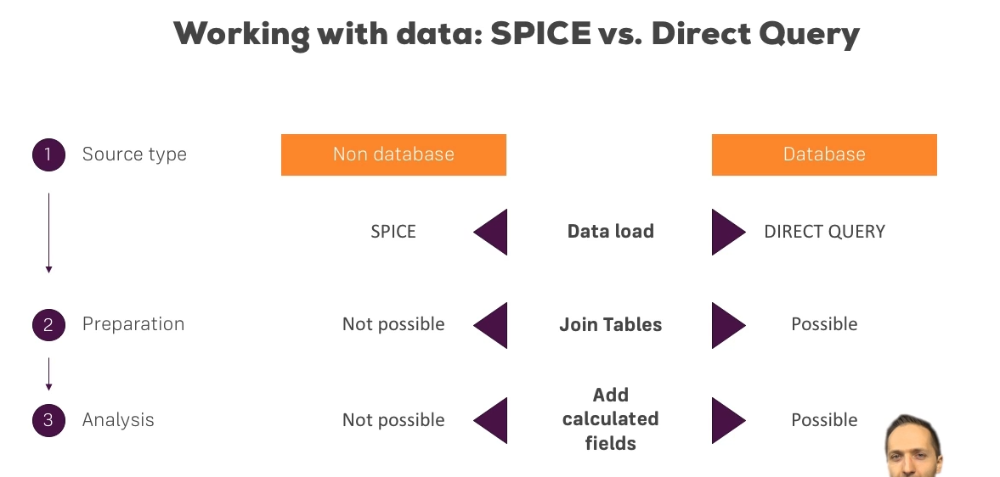 Working with data: SPICE vs. Direct Query
1 Source type Non database Database
SPICE Data load DIRECT QUERY
2 Preparation Not possible Join Tables Possible
Add
3 Analysis Not possible calculated Possible
fields